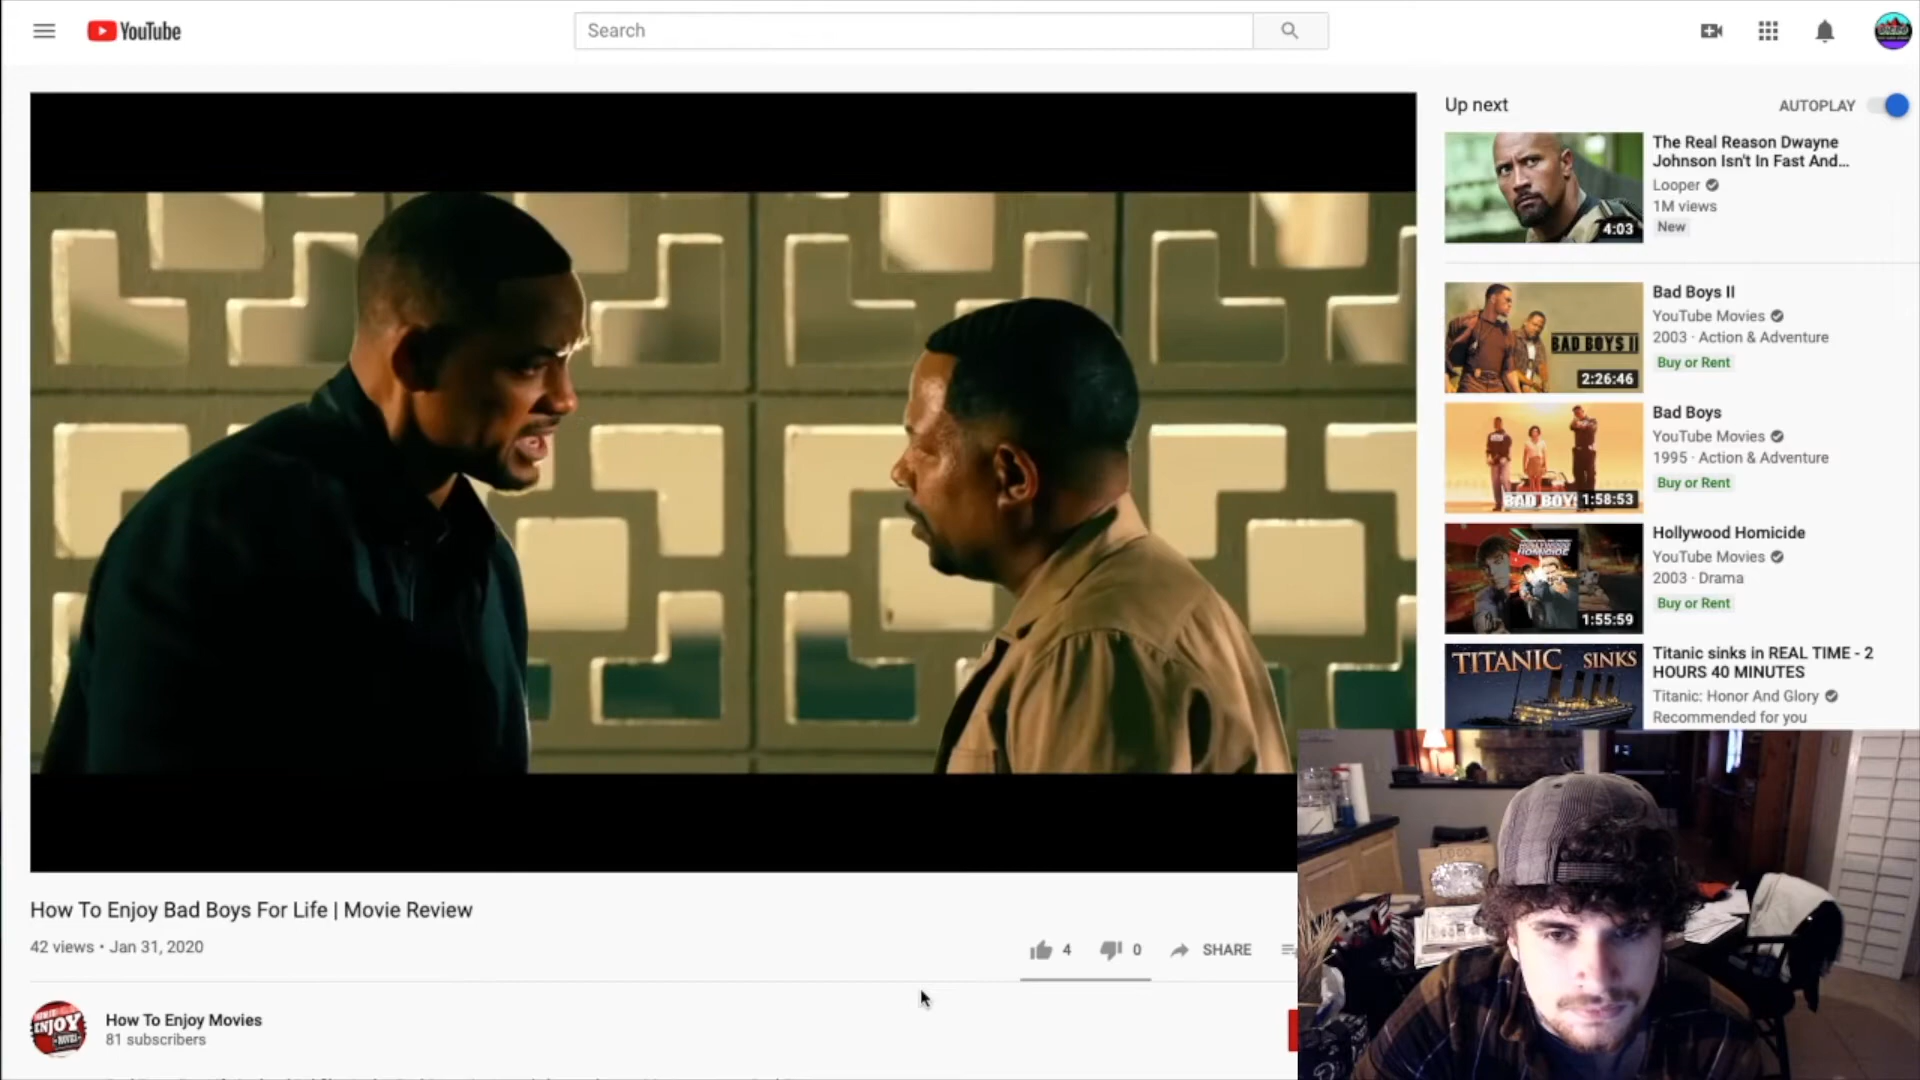 YouTube
Search
Up next
AUTOPLAY
The Real Reason Dwayne
Johnson Isn't In Fast And...
Looper
1M views
New
4:03
Bad Boys II
YouTube Movies
2003 · Action & Adventure
Buy or Rent
BAD BOYS II
2:26:46
Bad Boys
YouTube Movies
1995 · Action & Adventure
Buy or Rent
BAD BOYS
1:58:53
Hollywood Homicide
YouTube Movies
2003 · Drama
Buy or Rent
HOLLYWOOD
HOMICIDE
1:55:59
TITANIC SINKS
Titanic sinks in REAL TIME - 2
HOURS 40 MINUTES
Titanic: Honor And Glory
Recommended for you
How To Enjoy Bad Boys For Life | Movie Review
42 views • Jan 31, 2020
4
0
SHARE
ENJOY
How To Enjoy Movies
81 subscribers